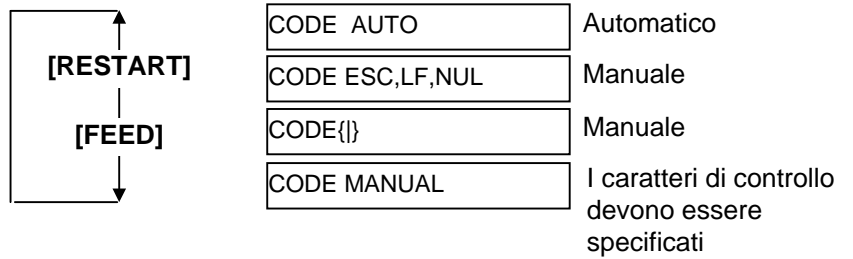 CODE AUTO Automatico
[RESTART]
CODE ESC,LF,NUL Manuale
[FEED]
CODE{|} Manuale
CODE MANUAL I caratteri di controllo
devono essere
specificati